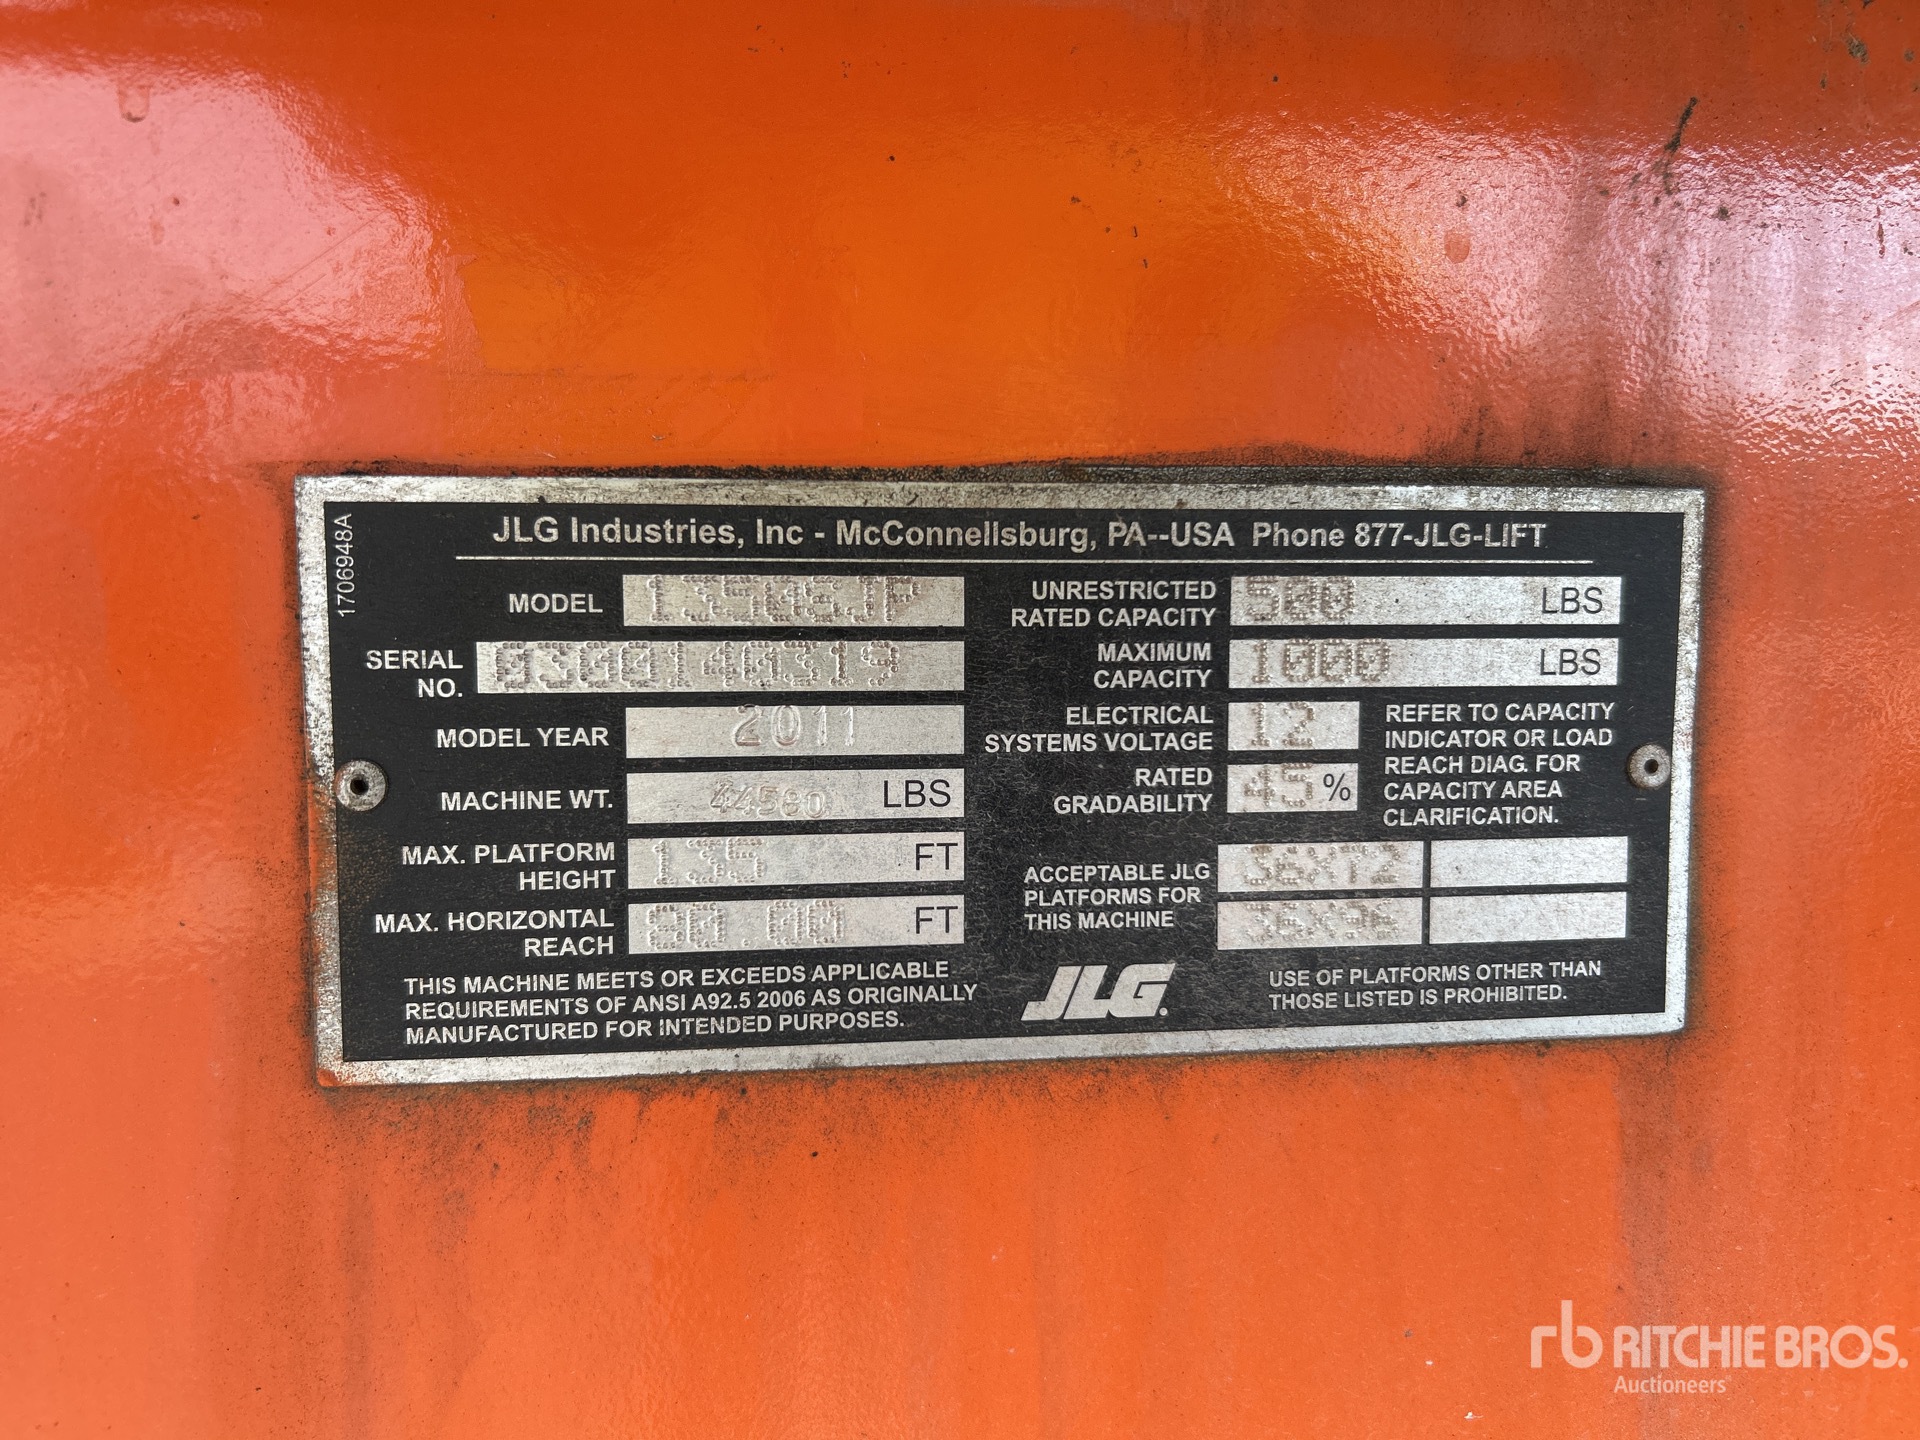 1706948A
JLG Industries, Inc - McConnellsburg, PA--USA Phone 877-JLG-LIFT
MODEL 1350SJP
SERIAL NO. 0300140319
MODEL YEAR 2011
MACHINE WT. 44580 LBS
MAX. PLATFORM HEIGHT 135 FT
MAX. HORIZONTAL REACH 80.00 FT
THIS MACHINE MEETS OR EXCEEDS APPLICABLE
REQUIREMENTS OF ANSI A92.5 2006 AS ORIGINALLY
MANUFACTURED FOR INTENDED PURPOSES.
UNRESTRICTED
RATED CAPACITY 500 LBS
MAXIMUM
CAPACITY 1000 LBS
ELECTRICAL
SYSTEMS VOLTAGE 12
RATED
GRADABILITY 45 %
REFER TO CAPACITY
INDICATOR OR LOAD
REACH DIAG. FOR
CAPACITY AREA
CLARIFICATION.
ACCEPTABLE JLG
PLATFORMS FOR
THIS MACHINE
36X72
36X96
JLG.
USE OF PLATFORMS OTHER THAN
THOSE LISTED IS PROHIBITED.
rb RITCHIE BROS.
Auctioneers